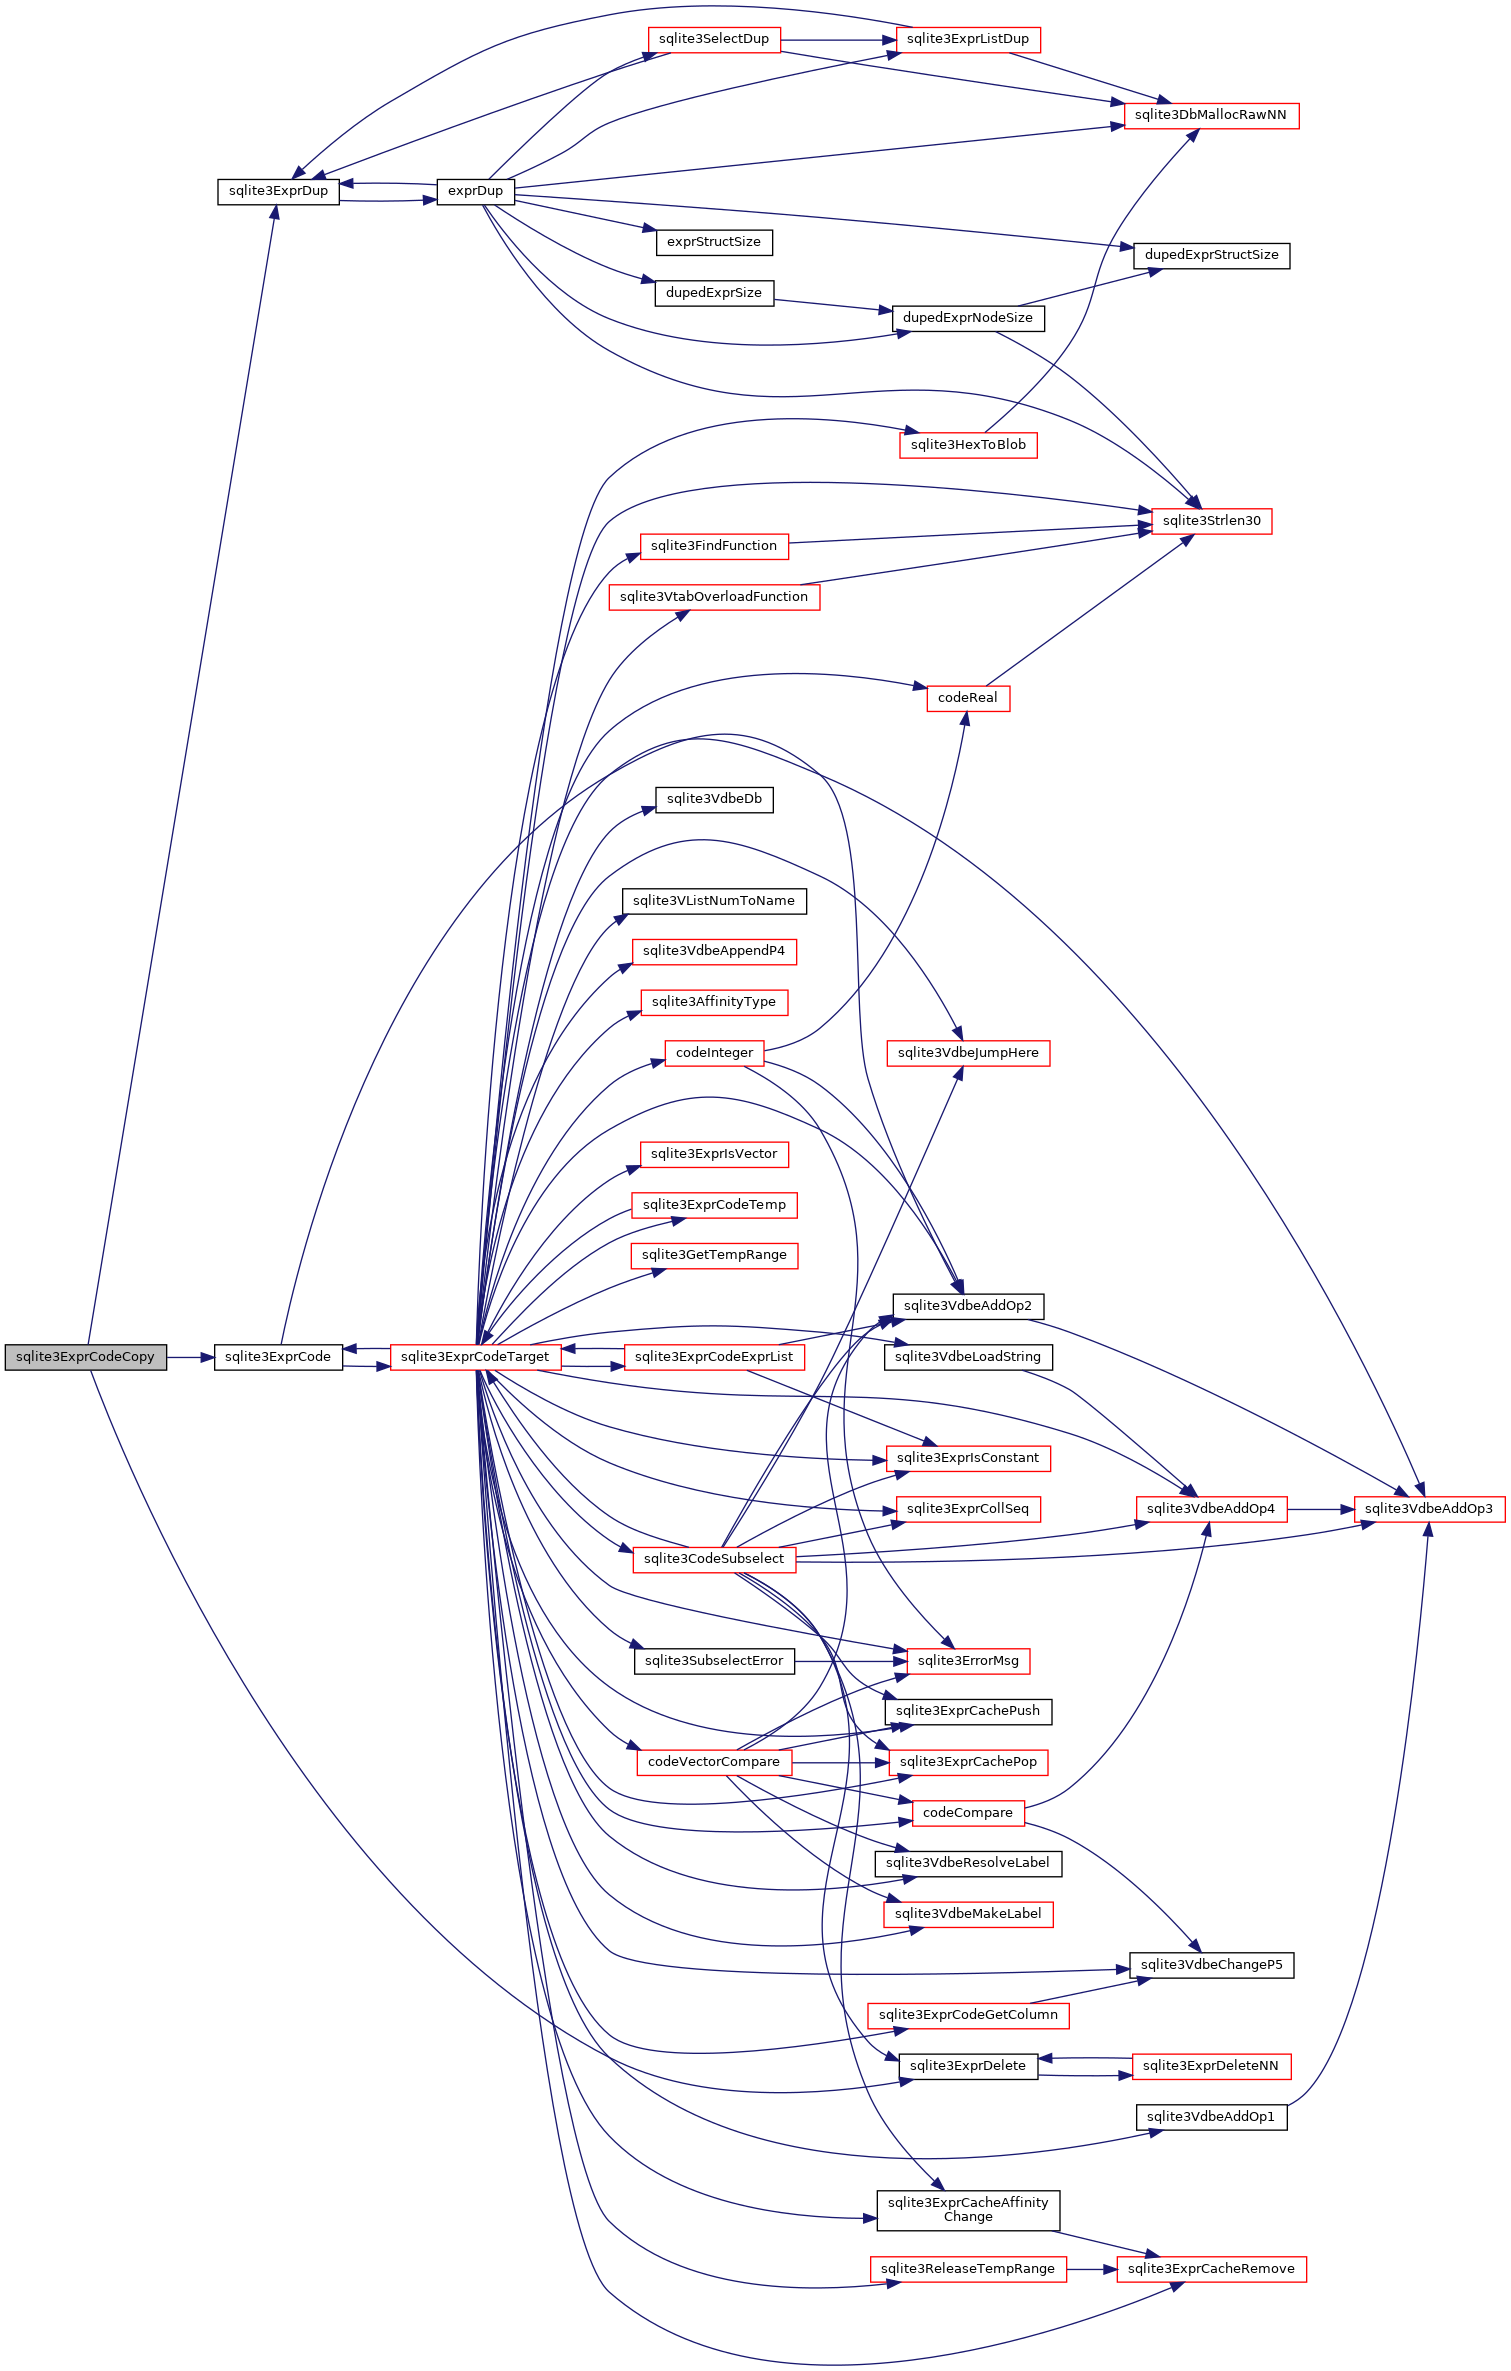 sqlite3SelectDup
sqlite3ExprListDup
sqlite3DbMallocRawNN
sqlite3ExprDup
exprDup
exprStructSize
dupedExprStructSize
dupedExprSize
dupedExprNodeSize
sqlite3HexToBlob
sqlite3Strlen30
sqlite3FindFunction
sqlite3VtabOverloadFunction
codeReal
sqlite3VdbeDb
sqlite3VListNumToName
sqlite3VdbeAppendP4
sqlite3AffinityType
codeInteger
sqlite3VdbeJumpHere
sqlite3ExprIsVector
sqlite3ExprCodeTemp
sqlite3GetTempRange
sqlite3VdbeAddOp2
sqlite3ExprCodeCopy
sqlite3ExprCode
sqlite3ExprCodeTarget
sqlite3ExprCodeExprList
sqlite3VdbeLoadString
sqlite3ExprIsConstant
sqlite3ExprCollSeq
sqlite3VdbeAddOp4
sqlite3VdbeAddOp3
sqlite3CodeSubselect
sqlite3SubselectError
sqlite3ErrorMsg
sqlite3ExprCachePush
codeVectorCompare
sqlite3ExprCachePop
codeCompare
sqlite3VdbeResolveLabel
sqlite3VdbeMakeLabel
sqlite3VdbeChangeP5
sqlite3ExprCodeGetColumn
sqlite3ExprDelete
sqlite3ExprDeleteNN
sqlite3VdbeAddOp1
sqlite3ExprCacheAffinity
Change
sqlite3ReleaseTempRange
sqlite3ExprCacheRemove